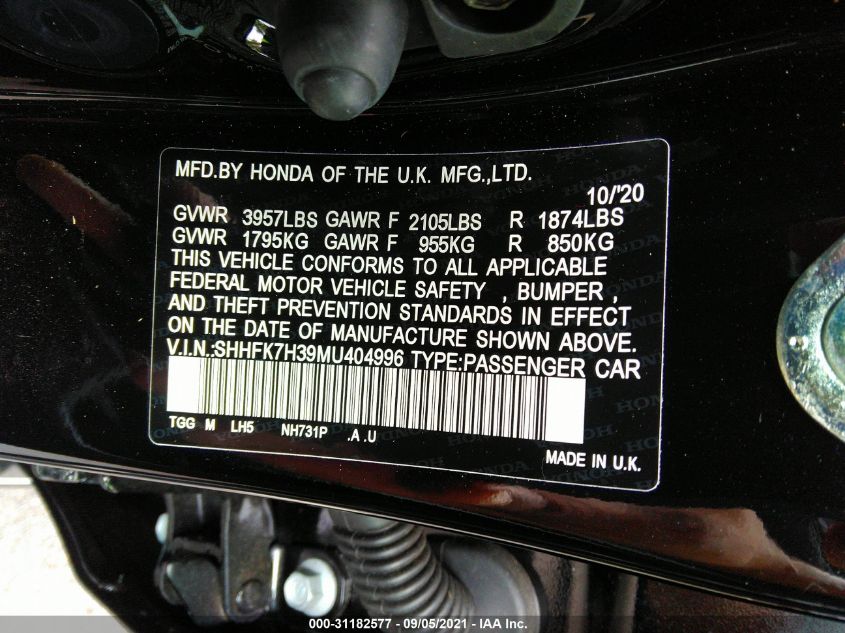 MFD.BY HONDA OF THE U.K. MFG.,LTD.
10/'20
GVWR 3957LBS GAWR F 2105LBS R 1874LBS
GVWR 1795KG GAWR F 955KG R 850KG
THIS VEHICLE CONFORMS TO ALL APPLICABLE
FEDERAL MOTOR VEHICLE SAFETY , BUMPER ,
AND THEFT PREVENTION STANDARDS IN EFFECT
ON THE DATE OF MANUFACTURE SHOWN ABOVE.
V.I.N.:SHHFK7H39MU404996 TYPE:PASSENGER CAR
TGG M LH5 NH731P .A .U
MADE IN U.K.
000-31182577 - 09/05/2021 - IAA Inc.